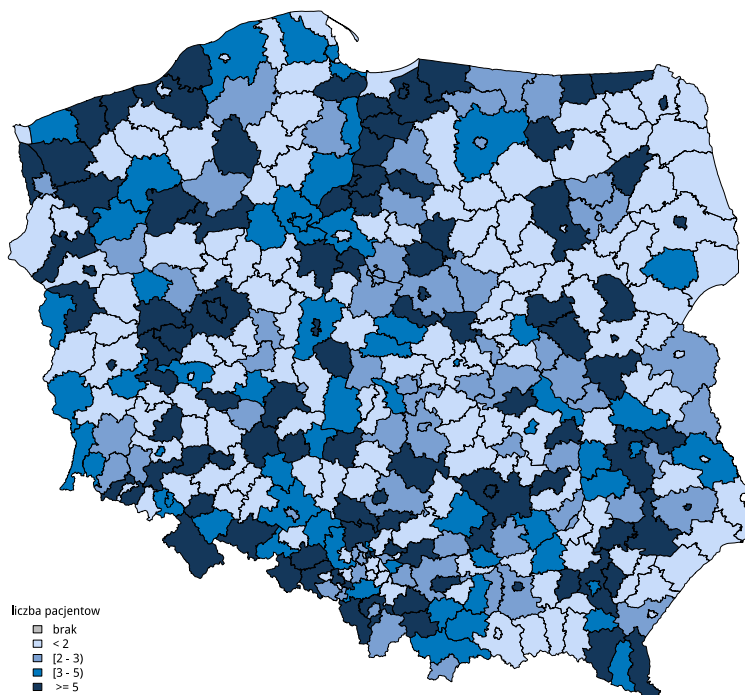 liczba pacjentow
brak
< 2
[2 - 3)
[3 - 5)
>= 5